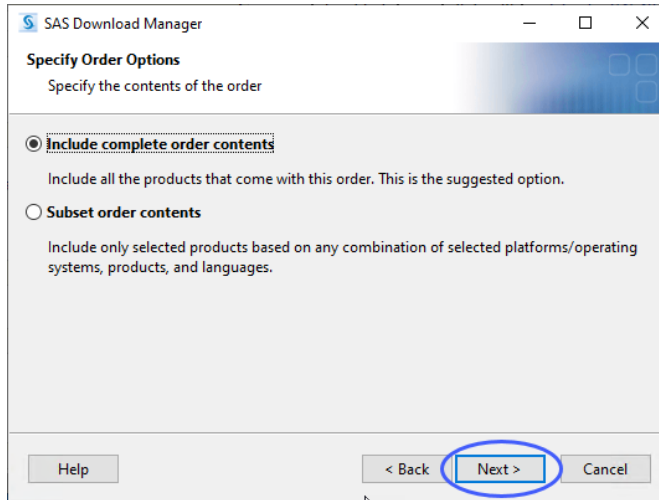 SAS Download Manager
Specify Order Options
Specify the contents of the order
Include complete order contents
Include all the products that come with this order. This is the suggested option.
Subset order contents
Include only selected products based on any combination of selected platforms/operating
systems, products, and languages.
Help
< Back
Next >
Cancel